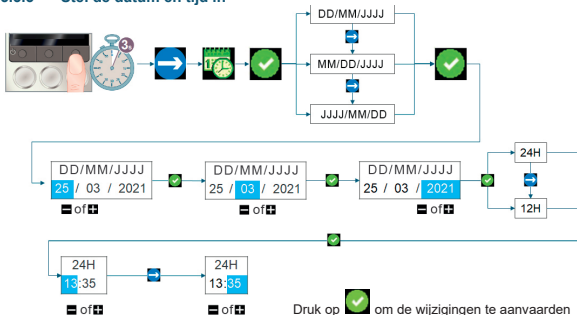 Stel de datum en tijd in
3s
DD/MM/JJJJ
MM/DD/JJJJ
JJJJ/MM/DD
DD/MM/JJJJ
25 / 03 / 2021
of
DD/MM/JJJJ
25 / 03 / 2021
of
DD/MM/JJJJ
25 / 03 / 2021
of
24H
12H
24H
13:35
of
24H
13:35
of
Druk op om de wijzigingen te aanvaarden